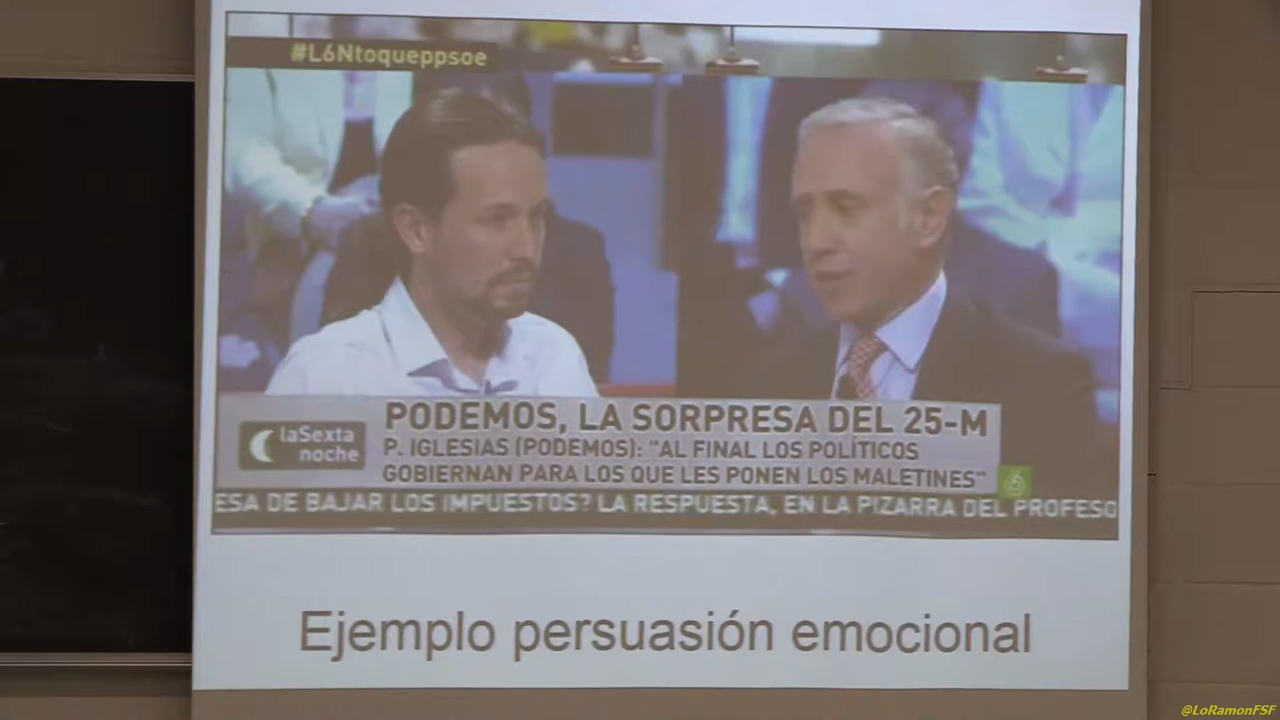 #L6Ntoqueppsoe
PODEMOS, LA SORPRESA DEL 25-M
laSexta
noche
P. IGLESIAS (PODEMOS): "AL FINAL LOS POLÍTICOS
GOBIERNAN PARA LOS QUE LES PONEN LOS MALETINES"
6
ESA DE BAJAR LOS IMPUESTOS? LA RESPUESTA, EN LA PIZARRA DEL PROFESO
Ejemplo persuasión emocional
@LoRamonFSF